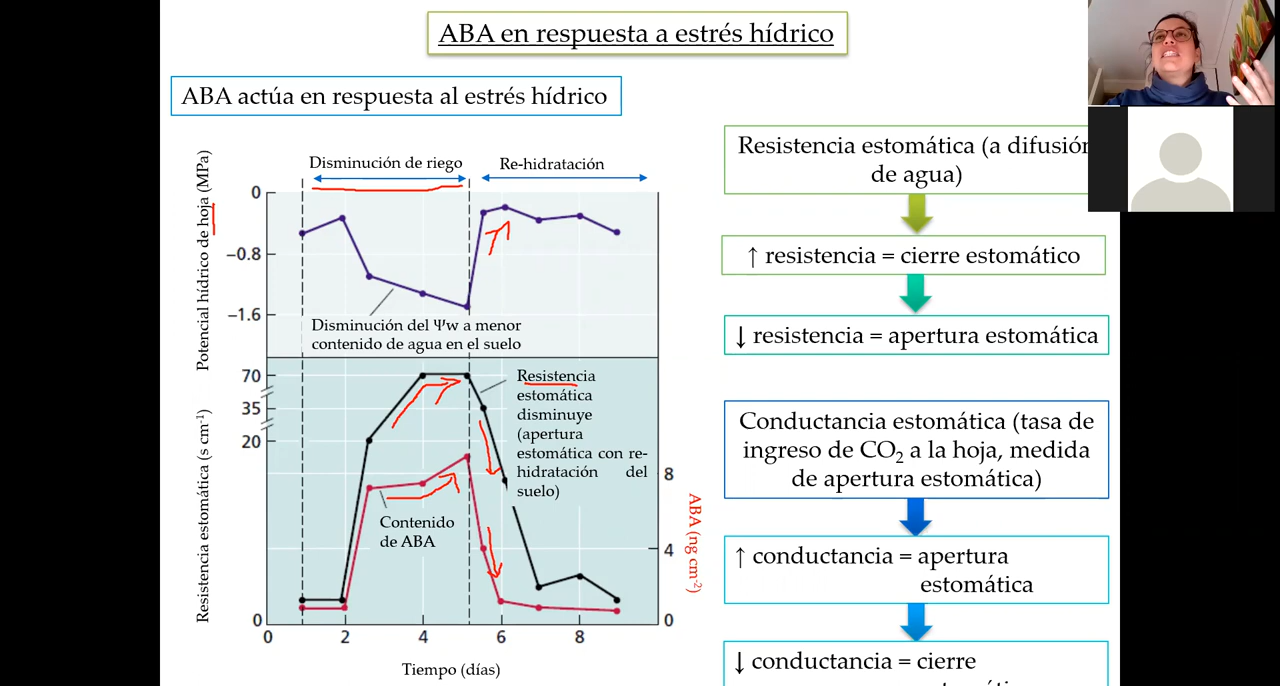 ABA en respuesta a estrés hídrico
ABA actúa en respuesta al estrés hídrico
Disminución de riego
Re-hidratación
Potencial hídrico de hoja (MPa)
0
−0.8
−1.6
Disminución del Ψw a menor
contenido de agua en el suelo
Resistencia estomática (s cm⁻¹)
70
35
20
0
Resistencia
estomática
disminuye
(apertura
estomática con re-
hidratación del
suelo)
Contenido
de ABA
8
4
0
ABA (ng cm⁻²)
0 2 4 6 8
Tiempo (días)
Resistencia estomática (a difusión
de agua)
↑ resistencia = cierre estomático
↓ resistencia = apertura estomática
Conductancia estomática (tasa de
ingreso de CO₂ a la hoja, medida
de apertura estomática)
↑ conductancia = apertura
estomática
↓ conductancia = cierre